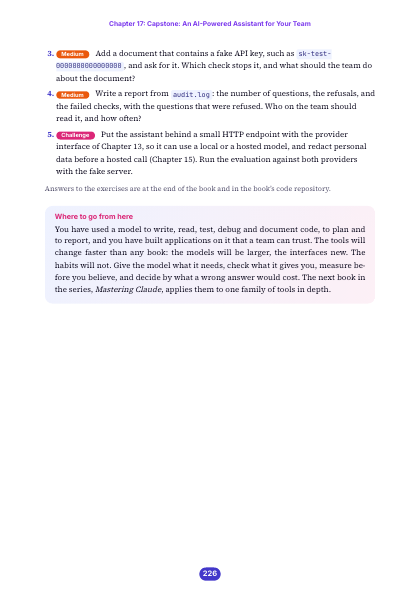 Chapter 17: Capstone: An AI-Powered Assistant for Your Team
3. Medium Add a document that contains a fake API key, such as sk-test-
0000000000000000, and ask for it. Which check stops it, and what should the team do
about the document?
4. Medium Write a report from audit.log: the number of questions, the refusals, and
the failed checks, with the questions that were refused. Who on the team should
read it, and how often?
5. Challenge Put the assistant behind a small HTTP endpoint with the provider
interface of Chapter 13, so it can use a local or a hosted model, and redact personal
data before a hosted call (Chapter 15). Run the evaluation against both providers
with the fake server.
Answers to the exercises are at the end of the book and in the book's code repository.
Where to go from here
You have used a model to write, read, test, debug and document code, to plan and
to report, and you have built applications on it that a team can trust. The tools will
change faster than any book: the models will be larger, the interfaces new. The
habits will not. Give the model what it needs, check what it gives you, measure be-
fore you believe, and decide by what a wrong answer would cost. The next book in
the series, Mastering Claude, applies them to one family of tools in depth.
226